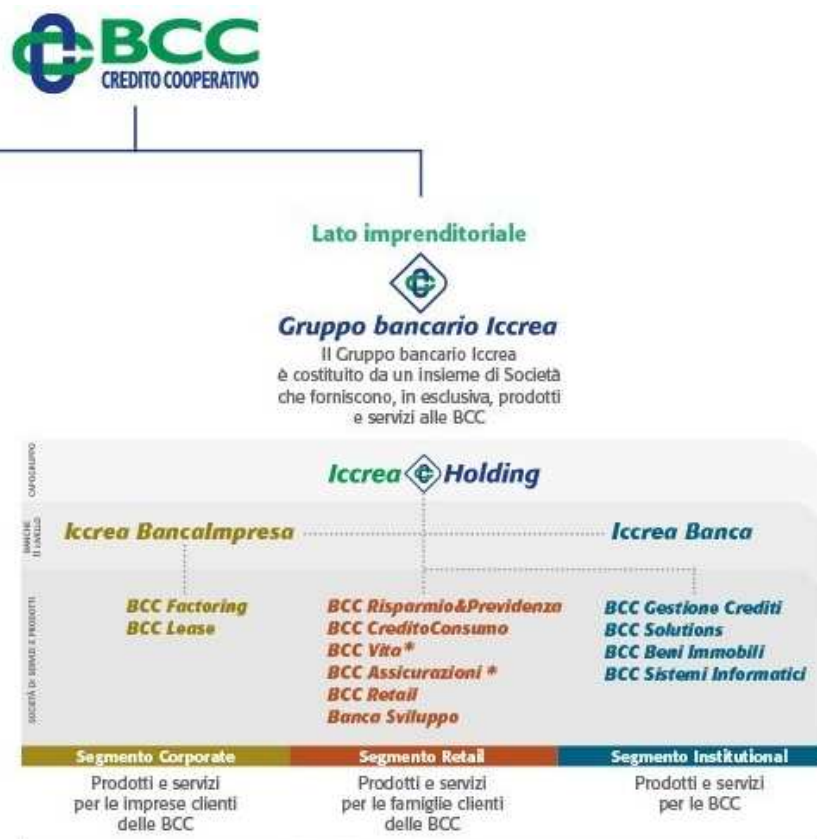 BCC
CREDITO COOPERATIVO
Lato imprenditoriale
Gruppo bancario Iccrea
Il Gruppo bancario Iccrea
è costituito da un insieme di Società
che forniscono, in esclusiva, prodotti
e servizi alle BCC
CAPOGRUPPO
Iccrea Holding
BANCHE
II LIVELLO
Iccrea BancaImpresa
Iccrea Banca
SOCIETÀ DI SERVIZI E PRODOTTI
BCC Factoring
BCC Lease
BCC Risparmio&Previdenza
BCC CreditoConsumo
BCC Vita*
BCC Assicurazioni *
BCC Retail
Banca Sviluppo
BCC Gestione Crediti
BCC Solutions
BCC Beni Immobili
BCC Sistemi Informatici
Segmento Corporate
Prodotti e servizi
per le imprese clienti
delle BCC
Segmento Retail
Prodotti e servizi
per le famiglie clienti
delle BCC
Segmento Institutional
Prodotti e servizi
per le BCC